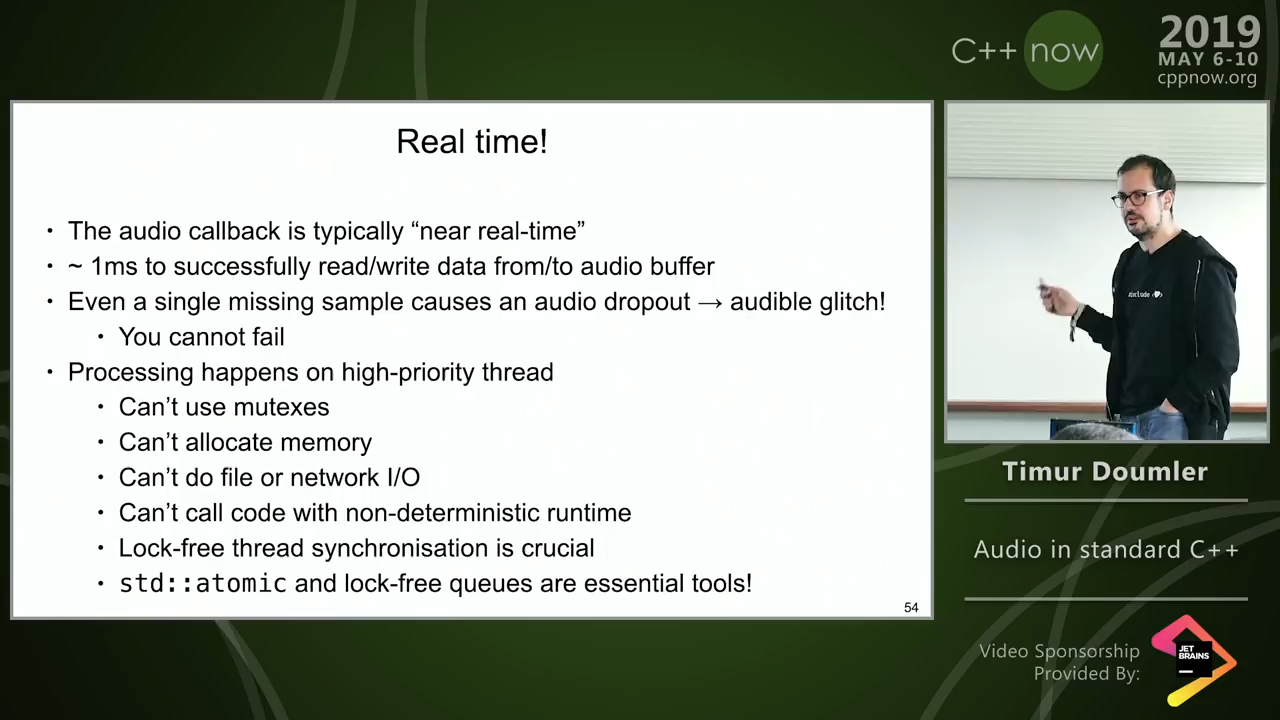 C++ now
2019
MAY 6-10
cppnow.org
Real time!
• The audio callback is typically “near real-time”
• ~ 1ms to successfully read/write data from/to audio buffer
• Even a single missing sample causes an audio dropout → audible glitch!
• You cannot fail
• Processing happens on high-priority thread
• Can’t use mutexes
• Can’t allocate memory
• Can’t do file or network I/O
• Can’t call code with non-deterministic runtime
• Lock-free thread synchronisation is crucial
• std::atomic and lock-free queues are essential tools!
54
Timur Doumler
Audio in standard C++
Video Sponsorship
Provided By:
JET
BRAINS